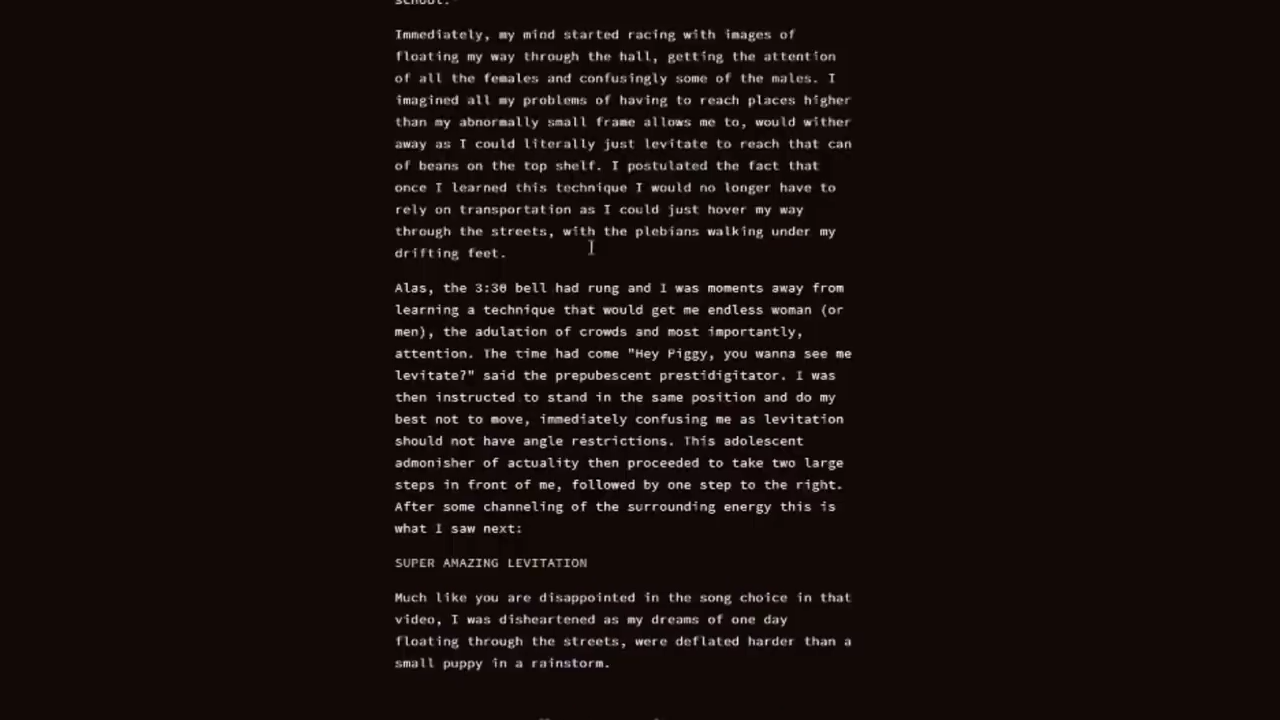 school."
Immediately, my mind started racing with images of
floating my way through the hall, getting the attention
of all the females and confusingly some of the males. I
imagined all my problems of having to reach places higher
than my abnormally small frame allows me to, would wither
away as I could literally just levitate to reach that can
of beans on the top shelf. I postulated the fact that
once I learned this technique I would no longer have to
rely on transportation as I could just hover my way
through the streets, with the plebians walking under my
drifting feet.
Alas, the 3:30 bell had rung and I was moments away from
learning a technique that would get me endless woman (or
men), the adulation of crowds and most importantly,
attention. The time had come "Hey Piggy, you wanna see me
levitate?" said the prepubescent prestidigitator. I was
then instructed to stand in the same position and do my
best not to move, immediately confusing me as levitation
should not have angle restrictions. This adolescent
admonisher of actuality then proceeded to take two large
steps in front of me, followed by one step to the right.
After some channeling of the surrounding energy this is
what I saw next:
SUPER AMAZING LEVITATION
Much like you are disappointed in the song choice in that
video, I was disheartened as my dreams of one day
floating through the streets, were deflated harder than a
small puppy in a rainstorm.